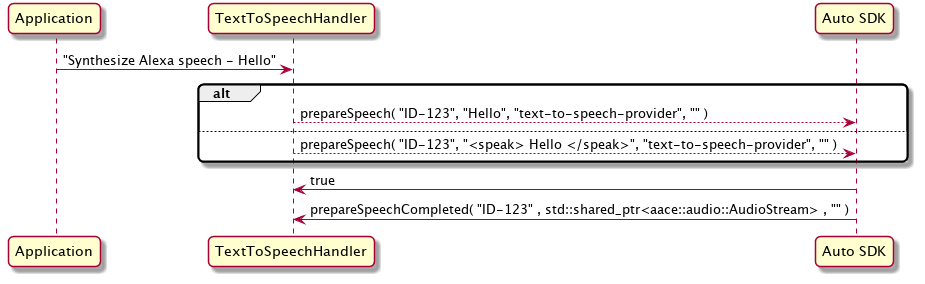 Application TextToSpeechHandler Auto SDK
"Synthesize Alexa speech - Hello"
alt
prepareSpeech( "ID-123", "Hello", "text-to-speech-provider", "" )
prepareSpeech( "ID-123", "<speak> Hello </speak>", "text-to-speech-provider", "" )
true
prepareSpeechCompleted( "ID-123" , std::shared_ptr<aace::audio::AudioStream> , "" )
Application TextToSpeechHandler Auto SDK